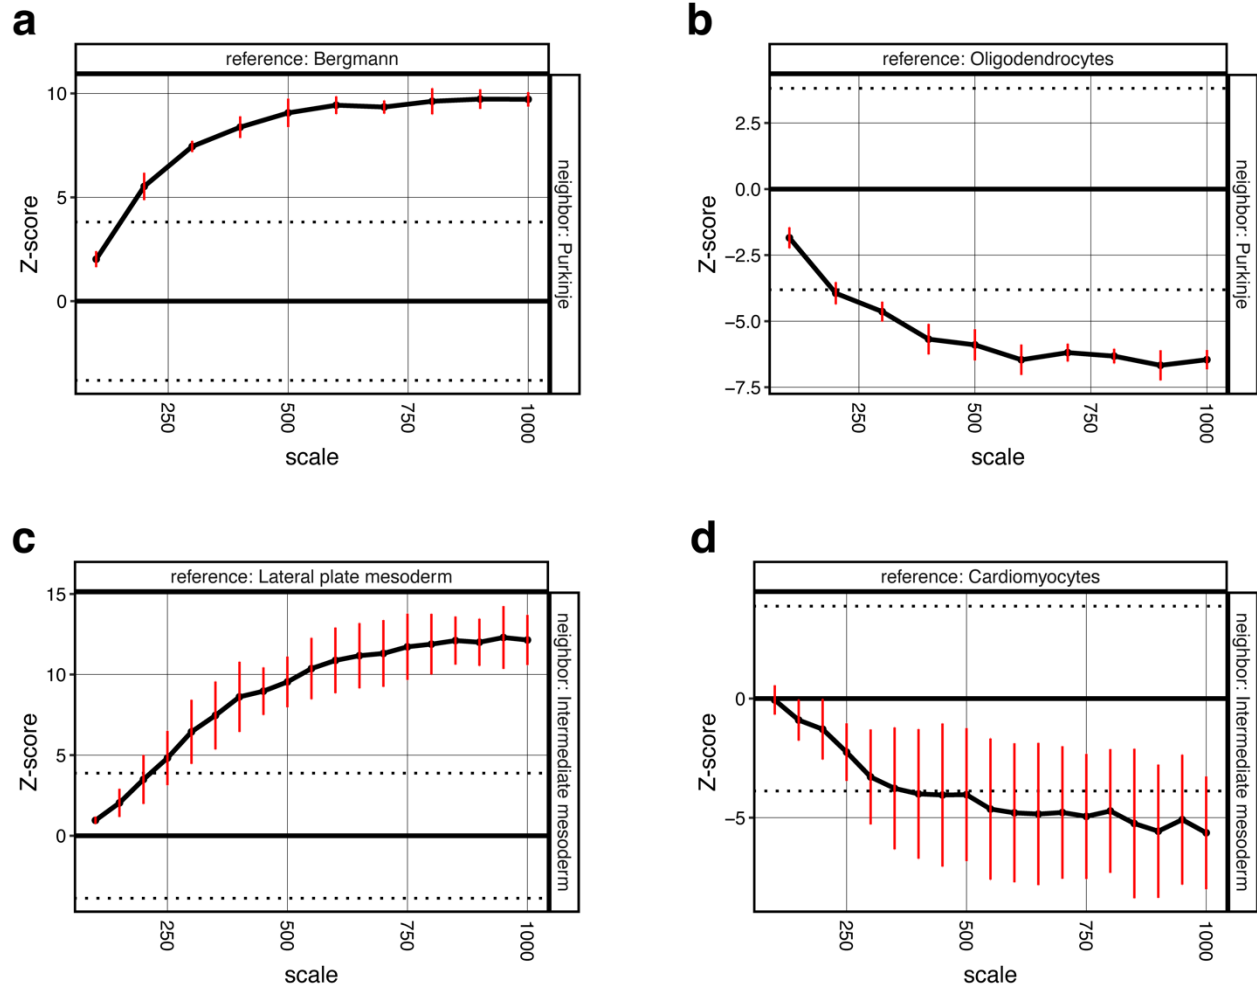 a
reference: Bergmann
10
5
0
Z-score
neighbor: Purkinje
250
500
750
1000
scale
b
reference: Oligodendrocytes
2.5
0.0
−2.5
−5.0
−7.5
Z-score
neighbor: Purkinje
250
500
750
1000
scale
c
reference: Lateral plate mesoderm
15
10
5
0
Z-score
neighbor: Intermediate mesoderm
250
500
750
1000
scale
d
reference: Cardiomyocytes
0
−5
Z-score
neighbor: Intermediate mesoderm
250
500
750
1000
scale